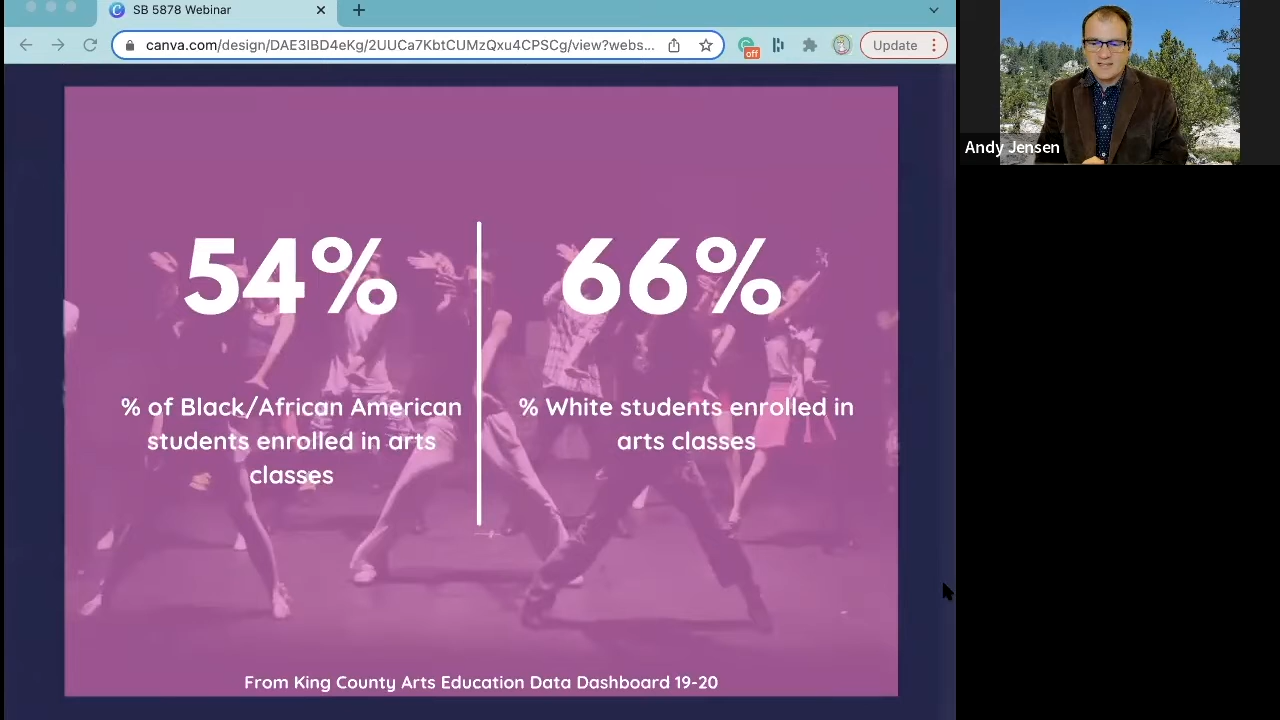 SB 5878 Webinar
canva.com/design/DAE3IBD4eKg/2UUCa7KbtCUMzQxu4CPSCg/view?webs...
off
Update
Andy Jensen
54%
66%
% of Black/African American
students enrolled in arts
classes
% White students enrolled in
arts classes
From King County Arts Education Data Dashboard 19-20